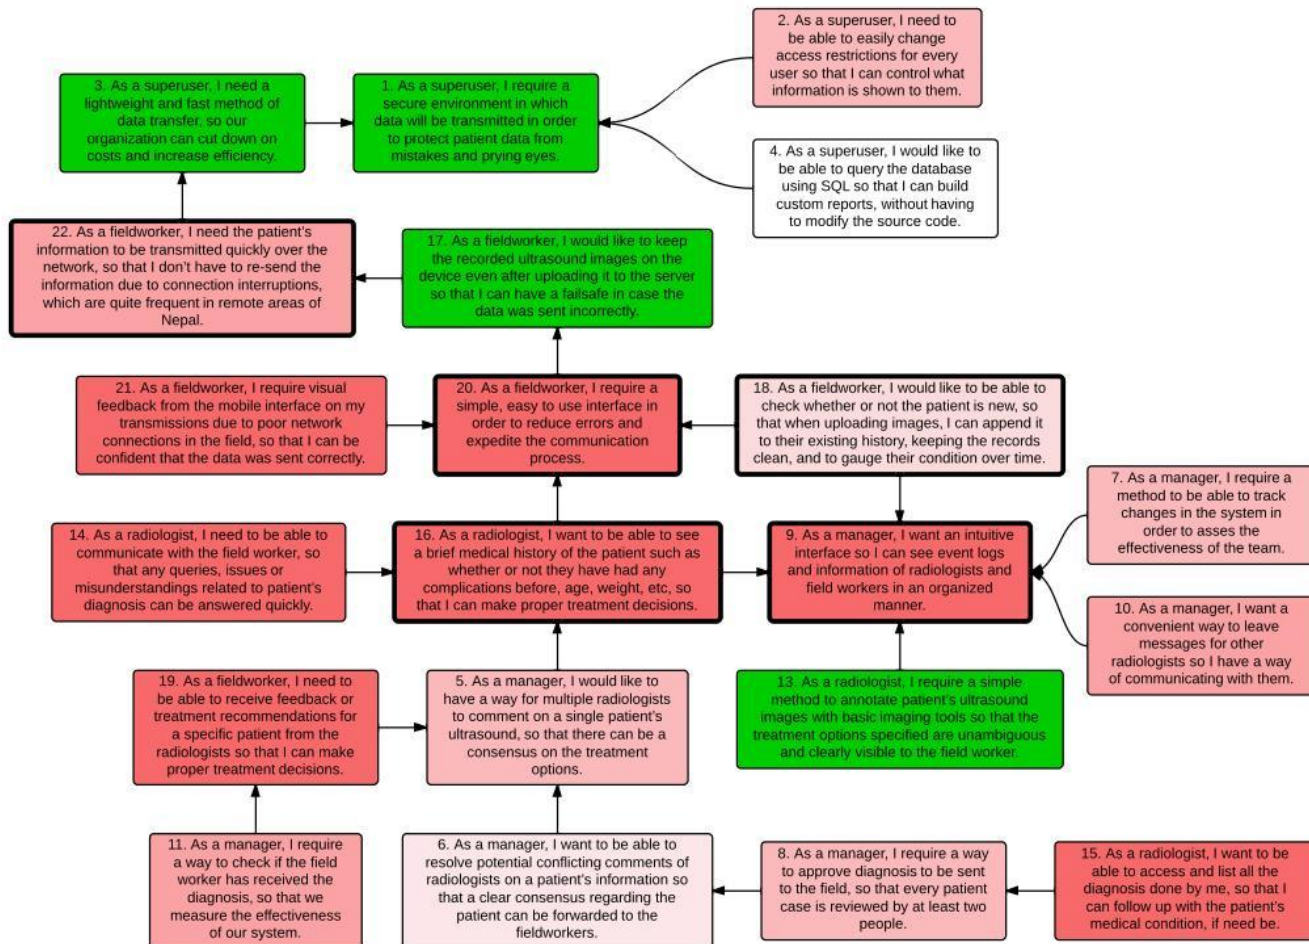 2. As a superuser, I need to
be able to easily change
access restrictions for every
user so that I can control what
information is shown to them.
3. As a superuser, I need a
lightweight and fast method of
data transfer, so our
organization can cut down on
costs and increase efficiency.
1. As a superuser, I require a
secure environment in which
data will be transmitted in order
to protect patient data from
mistakes and prying eyes.
4. As a superuser, I would like to
be able to query the database
using SQL so that I can build
custom reports, without having
to modify the source code.
22. As a fieldworker, I need the patient's
information to be transmitted quickly over the
network, so that I don't have to re-send the
information due to connection interruptions,
which are quite frequent in remote areas of
Nepal.
17. As a fieldworker, I would like to keep
the recorded ultrasound images on the
device even after uploading it to the server
so that I can have a failsafe in case the
data was sent incorrectly.
21. As a fieldworker, I require visual
feedback from the mobile interface on my
transmissions due to poor network
connections in the field, so that I can be
confident that the data was sent correctly.
20. As a fieldworker, I require a
simple, easy to use interface in
order to reduce errors and
expedite the communication
process.
18. As a fieldworker, I would like to be able to
check whether or not the patient is new, so
that when uploading images, I can append it
to their existing history, keeping the records
clean, and to gauge their condition over time.
7. As a manager, I require a
method to be able to track
changes in the system in
order to asses the
effectiveness of the team.
14. As a radiologist, I need to be able to
communicate with the field worker, so
that any queries, issues or
misunderstandings related to patient's
diagnosis can be answered quickly.
16. As a radiologist, I want to be able to see
a brief medical history of the patient such as
whether or not they have had any
complications before, age, weight, etc, so
that I can make proper treatment decisions.
9. As a manager, I want an intuitive
interface so I can see event logs
and information of radiologists and
field workers in an organized
manner.
10. As a manager, I want a
convenient way to leave
messages for other
radiologists so I have a way
of communicating with them.
19. As a fieldworker, I need to
be able to receive feedback or
treatment recommendations for
a specific patient from the
radiologists so that I can make
proper treatment decisions.
5. As a manager, I would like to
have a way for multiple radiologists
to comment on a single patient's
ultrasound, so that there can be a
consensus on the treatment
options.
13. As a radiologist, I require a simple
method to annotate patient's ultrasound
images with basic imaging tools so that the
treatment options specified are unambiguous
and clearly visible to the field worker.
11. As a manager, I require
a way to check if the field
worker has received the
diagnosis, so that we
measure the effectiveness
of our system.
6. As a manager, I want to be able to
resolve potential conflicting comments of
radiologists on a patient's information so
that a clear consensus regarding the
patient can be forwarded to the
fieldworkers.
8. As a manager, I require a way
to approve diagnosis to be sent
to the field, so that every patient
case is reviewed by at least two
people.
15. As a radiologist, I want to be
able to access and list all the
diagnosis done by me, so that I
can follow up with the patient's
medical condition, if need be.